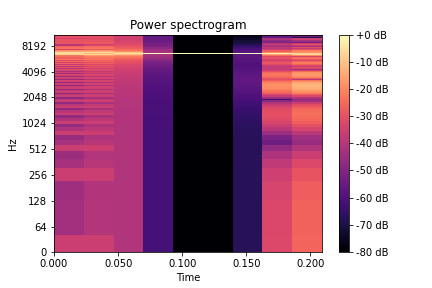 Power spectrogram
8192
4096
2048
1024
512
256
128
64
0
Hz
0.000 0.050 0.100 0.150 0.200
Time
+0 dB
-10 dB
-20 dB
-30 dB
-40 dB
-50 dB
-60 dB
-70 dB
-80 dB